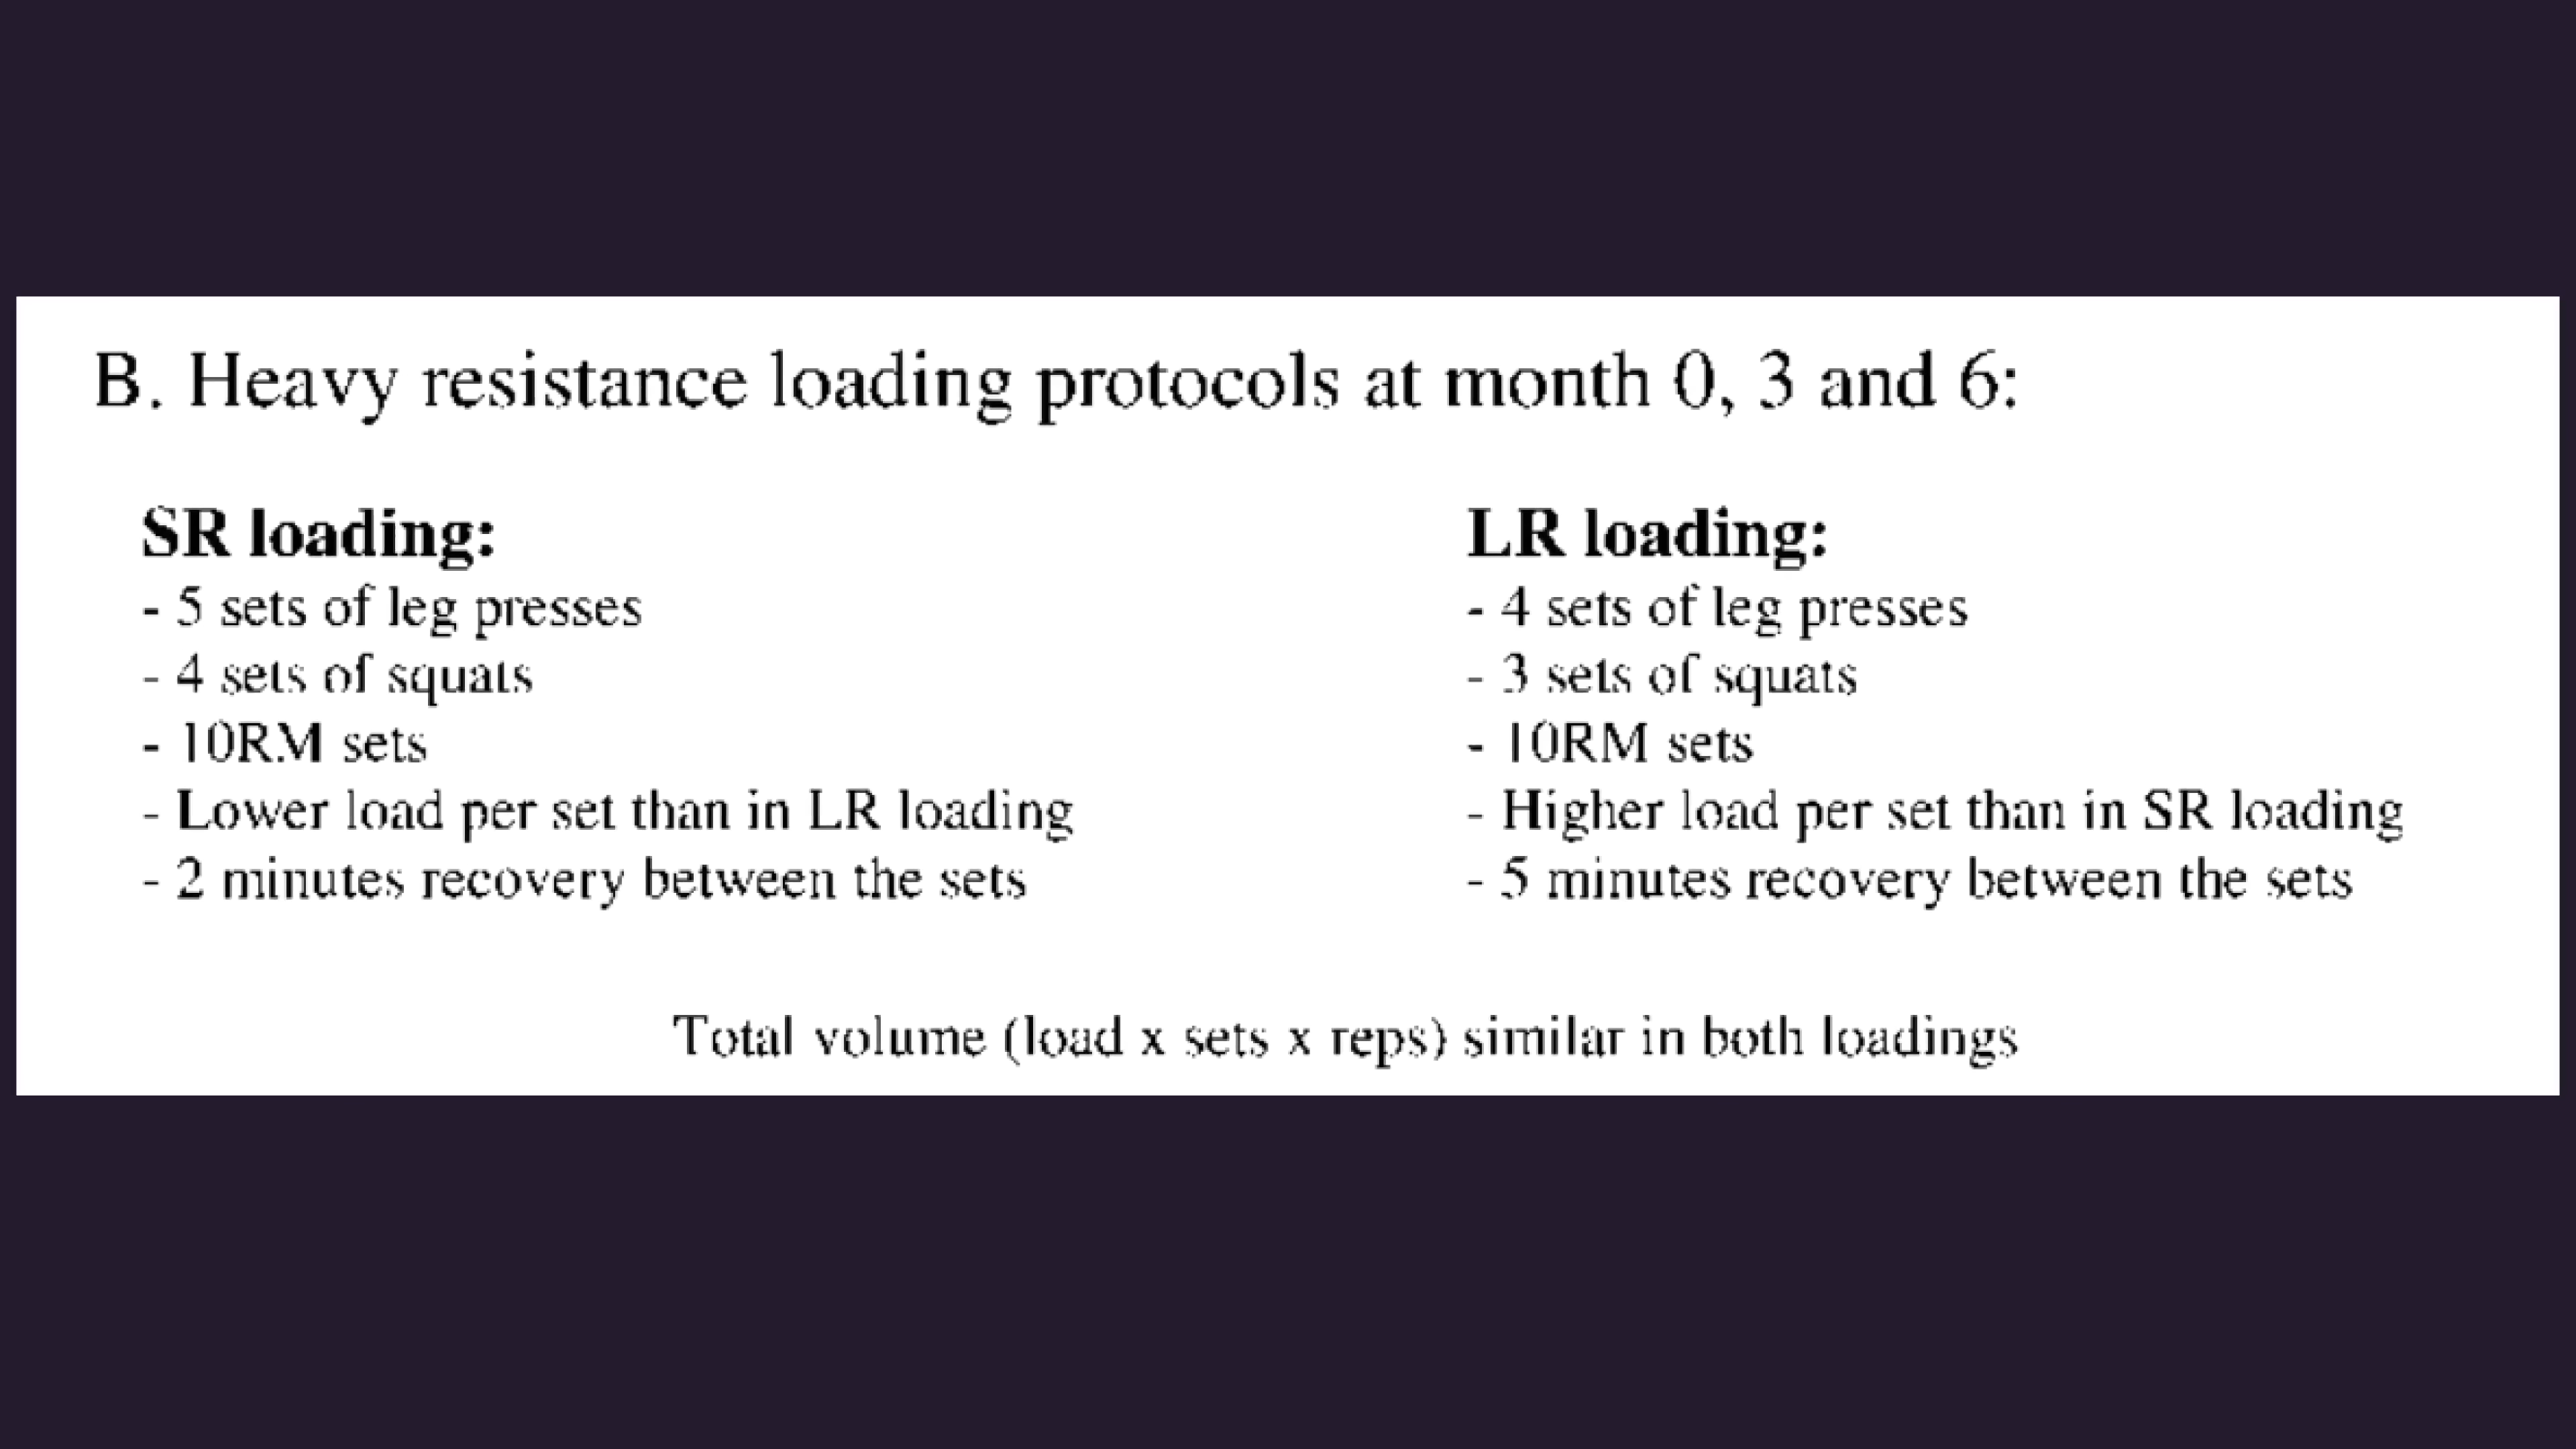 B. Heavy resistance loading protocols at month 0, 3 and 6:
SR loading:
- 5 sets of leg presses
- 4 sets of squats
- 10RM sets
- Lower load per set than in LR loading
- 2 minutes recovery between the sets
LR loading:
- 4 sets of leg presses
- 3 sets of squats
- 10RM sets
- Higher load per set than in SR loading
- 5 minutes recovery between the sets
Total volume (load x sets x reps) similar in both loadings